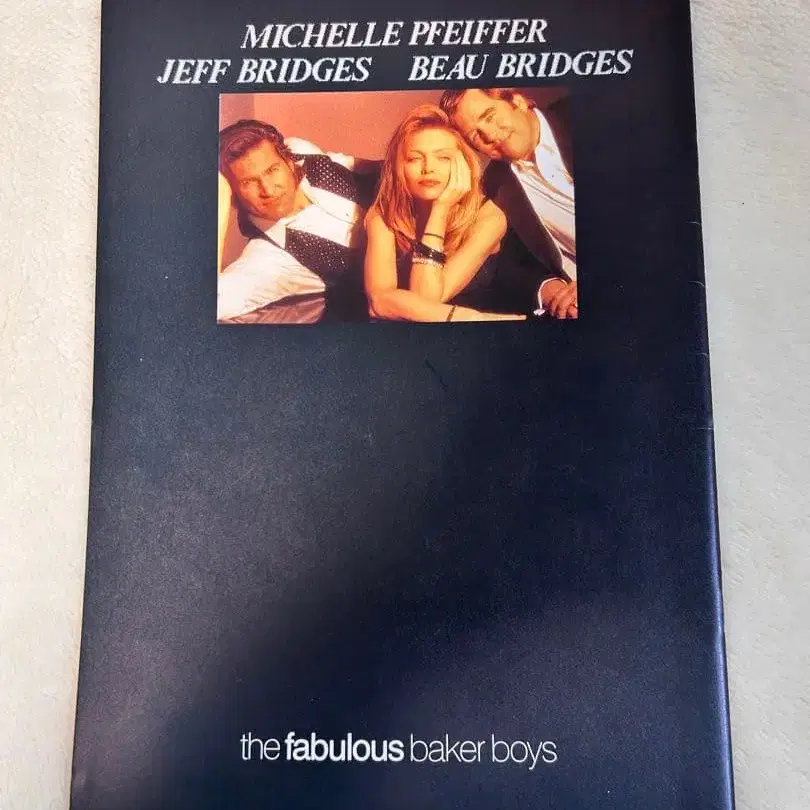 MICHELLE PFEIFFER
JEFF BRIDGES BEAU BRIDGES
the fabulous baker boys